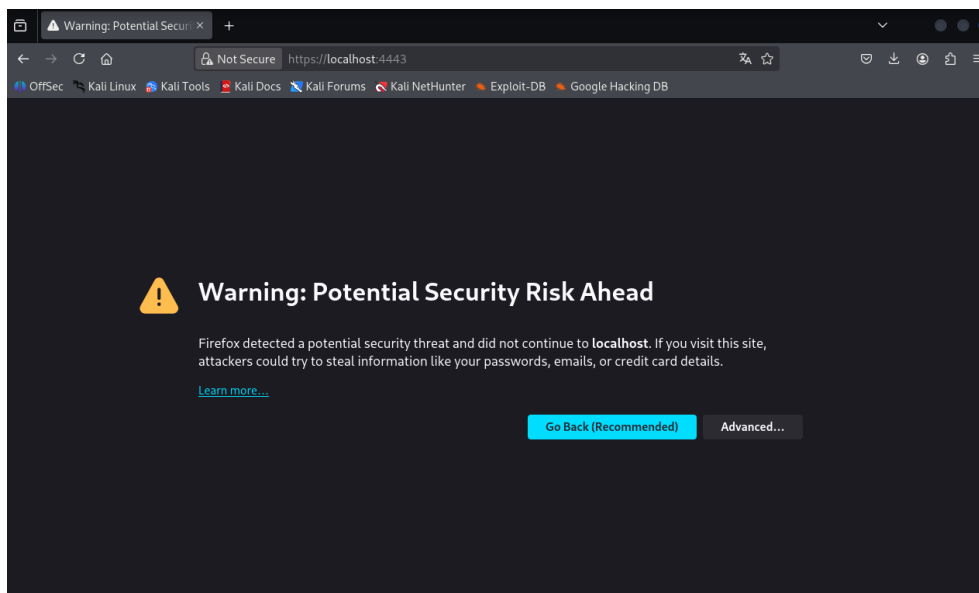 Warning: Potential Securi
Not Secure https://localhost:4443
OffSec Kali Linux Kali Tools Kali Docs Kali Forums Kali NetHunter Exploit-DB Google Hacking DB
Warning: Potential Security Risk Ahead
Firefox detected a potential security threat and did not continue to localhost. If you visit this site,
attackers could try to steal information like your passwords, emails, or credit card details.
Learn more...
Go Back (Recommended) Advanced...